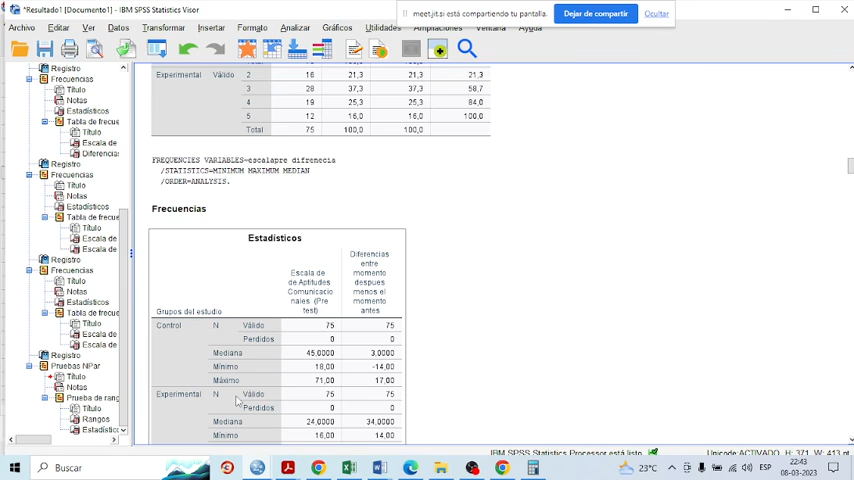 *Resultado1 [Documento1] - IBM SPSS Statistics Visor
meet.jit.si está compartiendo tu pantalla.
Dejar de compartir
Ocultar
Archivo Editar Ver Datos Transformar Insertar Formato Analizar Gráficos Utilidades Ampliaciones Ventana Ayuda
Registro
Frecuencias
Título
Notas
Estadísticos
Tabla de frecue
Título
Escala de
Diferencias
Registro
Frecuencias
Título
Notas
Estadísticos
Tabla de frecue
Título
Escala de
Escala de
Registro
Frecuencias
Título
Notas
Estadísticos
Tabla de frecue
Título
Escala de
Escala de
Registro
Pruebas NPar
Título
Notas
Prueba de rang
Título
Rangos
Estadístic
Experimental Válido 2 16 21,3 21,3 21,3
3 28 37,3 37,3 58,7
4 19 25,3 25,3 84,0
5 12 16,0 16,0 100,0
Total 75 100,0 100,0
FREQUENCIES VARIABLES=escalapre difrenecia
/STATISTICS=MINIMUM MAXIMUM MEDIAN
/ORDER=ANALYSIS.
Frecuencias
Estadísticos
Grupos del estudio
Escala de
de Aptitudes
Comunicacio
nales (Pre
test)
Diferencias
entre
momento
despues
menos el
momento
antes
Control N Válido 75 75
Perdidos 0 0
Mediana 45,0000 3,0000
Mínimo 18,00 -14,00
Máximo 71,00 17,00
Experimental N Válido 75 75
Perdidos 0 0
Mediana 24,0000 34,0000
Mínimo 16,00 14,00
IBM SPSS Statistics Processor está listo
Unicode:ACTIVADO H: 371, W: 413 pt
Buscar
23°C
ESP
22:43
08-03-2023